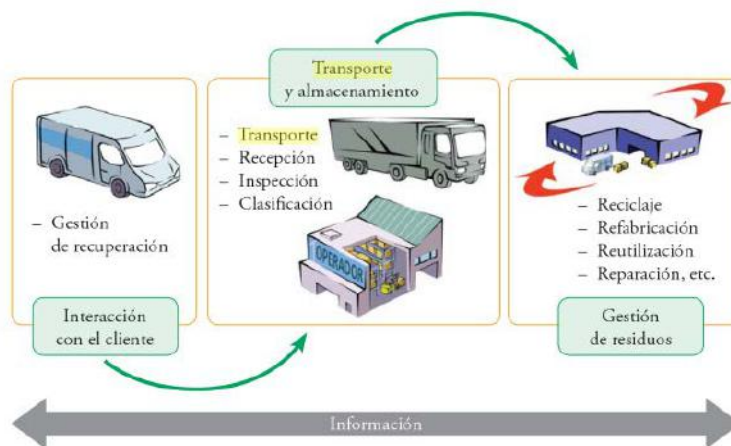 Transporte
y almacenamiento
– Gestión
de recuperación
– Transporte
– Recepción
– Inspección
– Clasificación
OPERADOR
– Reciclaje
– Refabricación
– Reutilización
– Reparación, etc.
Interacción
con el cliente
Gestión
de residuos
Información